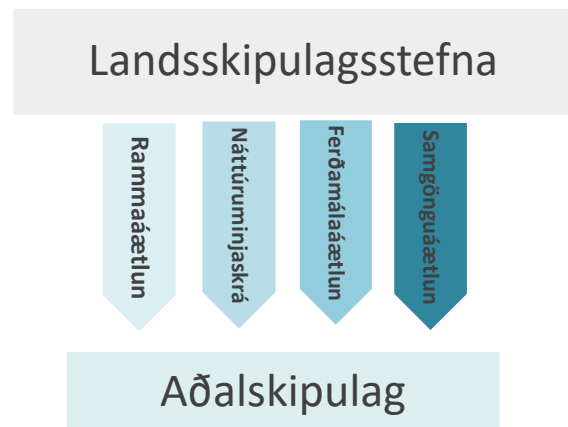 Landsskipulagsstefna
Rammaáætlun
Náttúruminjaskrá
Ferðamálaáætlun
Samgönguáætlun
Aðalskipulag